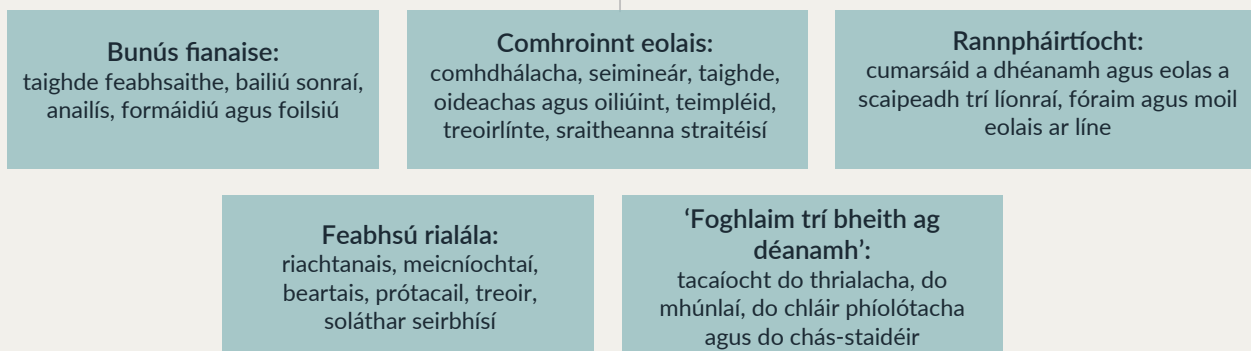 Bunús fianaise:
taighde feabhsaithe, bailiú sonraí,
anailís, formáidiú agus foilsiú
Comhroinnt eolais:
comhdhálacha, seimineár, taighde,
oideachas agus oiliúint, teimpléid,
treoirlínte, sraitheanna straitéisí
Rannpháirtíocht:
cumarsáid a dhéanamh agus eolas a
scaipeadh trí líonraí, fóraim agus moil
eolais ar líne
Feabhsú rialála:
riachtanais, meicníochtaí,
beartais, prótacail, treoir,
soláthar seirbhísí
‘Foghlaim trí bheith ag
déanamh’:
tacaíocht do thrialacha, do
mhúnlaí, do chláir phíolótacha
agus do chás-staidéir